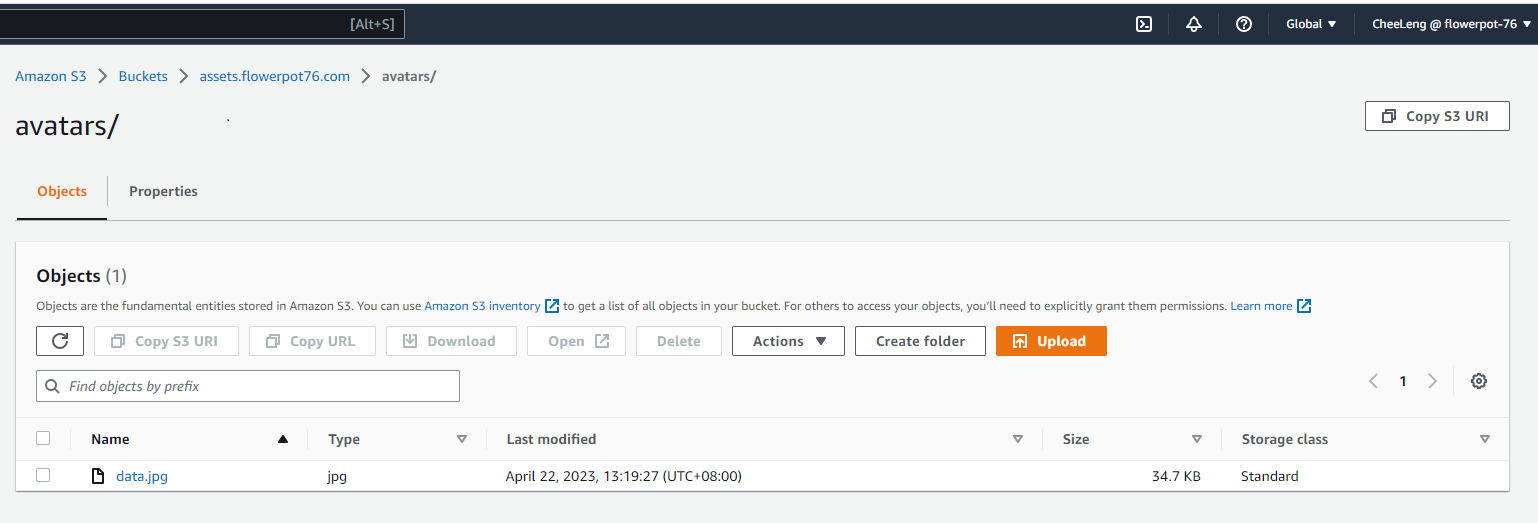 [Alt+S] Global CheeLeng @ flowerpot-76
Amazon S3 Buckets assets.flowerpot76.com avatars/
avatars/
Copy S3 URI
Objects Properties
Objects (1)
Objects are the fundamental entities stored in Amazon S3. You can use Amazon S3 inventory to get a list of all objects in your bucket. For others to access your objects, you'll need to explicitly grant them permissions. Learn more
Copy S3 URI Copy URL Download Open Delete Actions Create folder Upload
Find objects by prefix 1
Name Type Last modified Size Storage class
data.jpg jpg April 22, 2023, 13:19:27 (UTC+08:00) 34.7 KB Standard